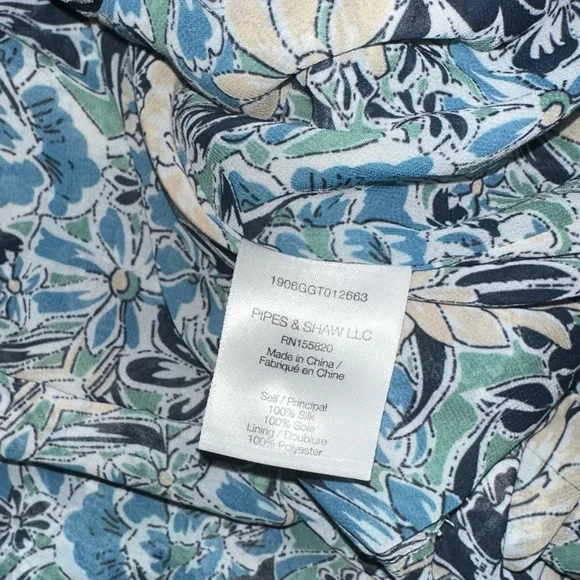 1906GGT012663
PIPES & SHAW LLC
RN155820
Made in China /
Fabriqué en Chine
Self / Principal
100% Silk
100% Soie
Lining / Doublure
100% Polyester